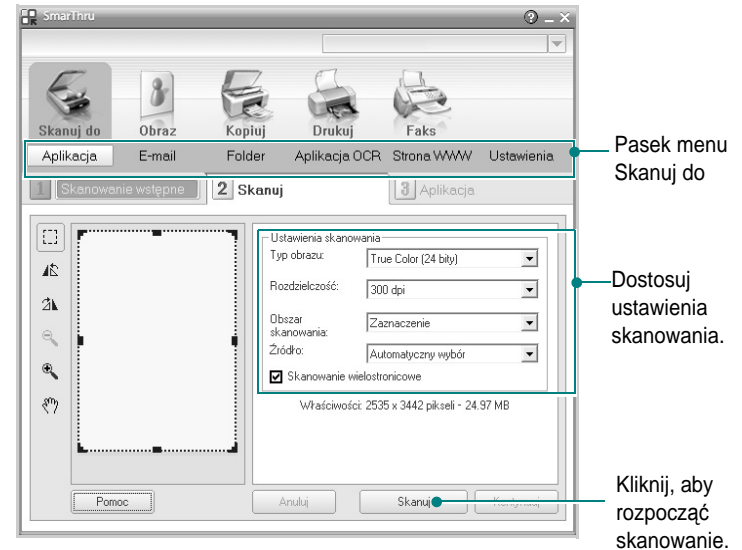 SmarThru
Skanuj do
Obraz
Kopiuj
Drukuj
Faks
Aplikacja
E-mail
Folder
Aplikacja OCR
Strona WWW
Ustawienia
Pasek menu
Skanuj do
1 Skanowanie wstępne
2 Skanuj
3 Aplikacja
Ustawienia skanowania
Typ obrazu:
True Color (24 bity)
Rozdzielczość:
300 dpi
Obszar
skanowania:
Zaznaczenie
Źródło:
Automatyczny wybór
Skanowanie wielostronicowe
Właściwości: 2535 x 3442 pikseli - 24.97 MB
Dostosuj
ustawienia
skanowania.
Pomoc
Anuluj
Skanuj
Kontynuuj
Kliknij, aby
rozpocząć
skanowanie.